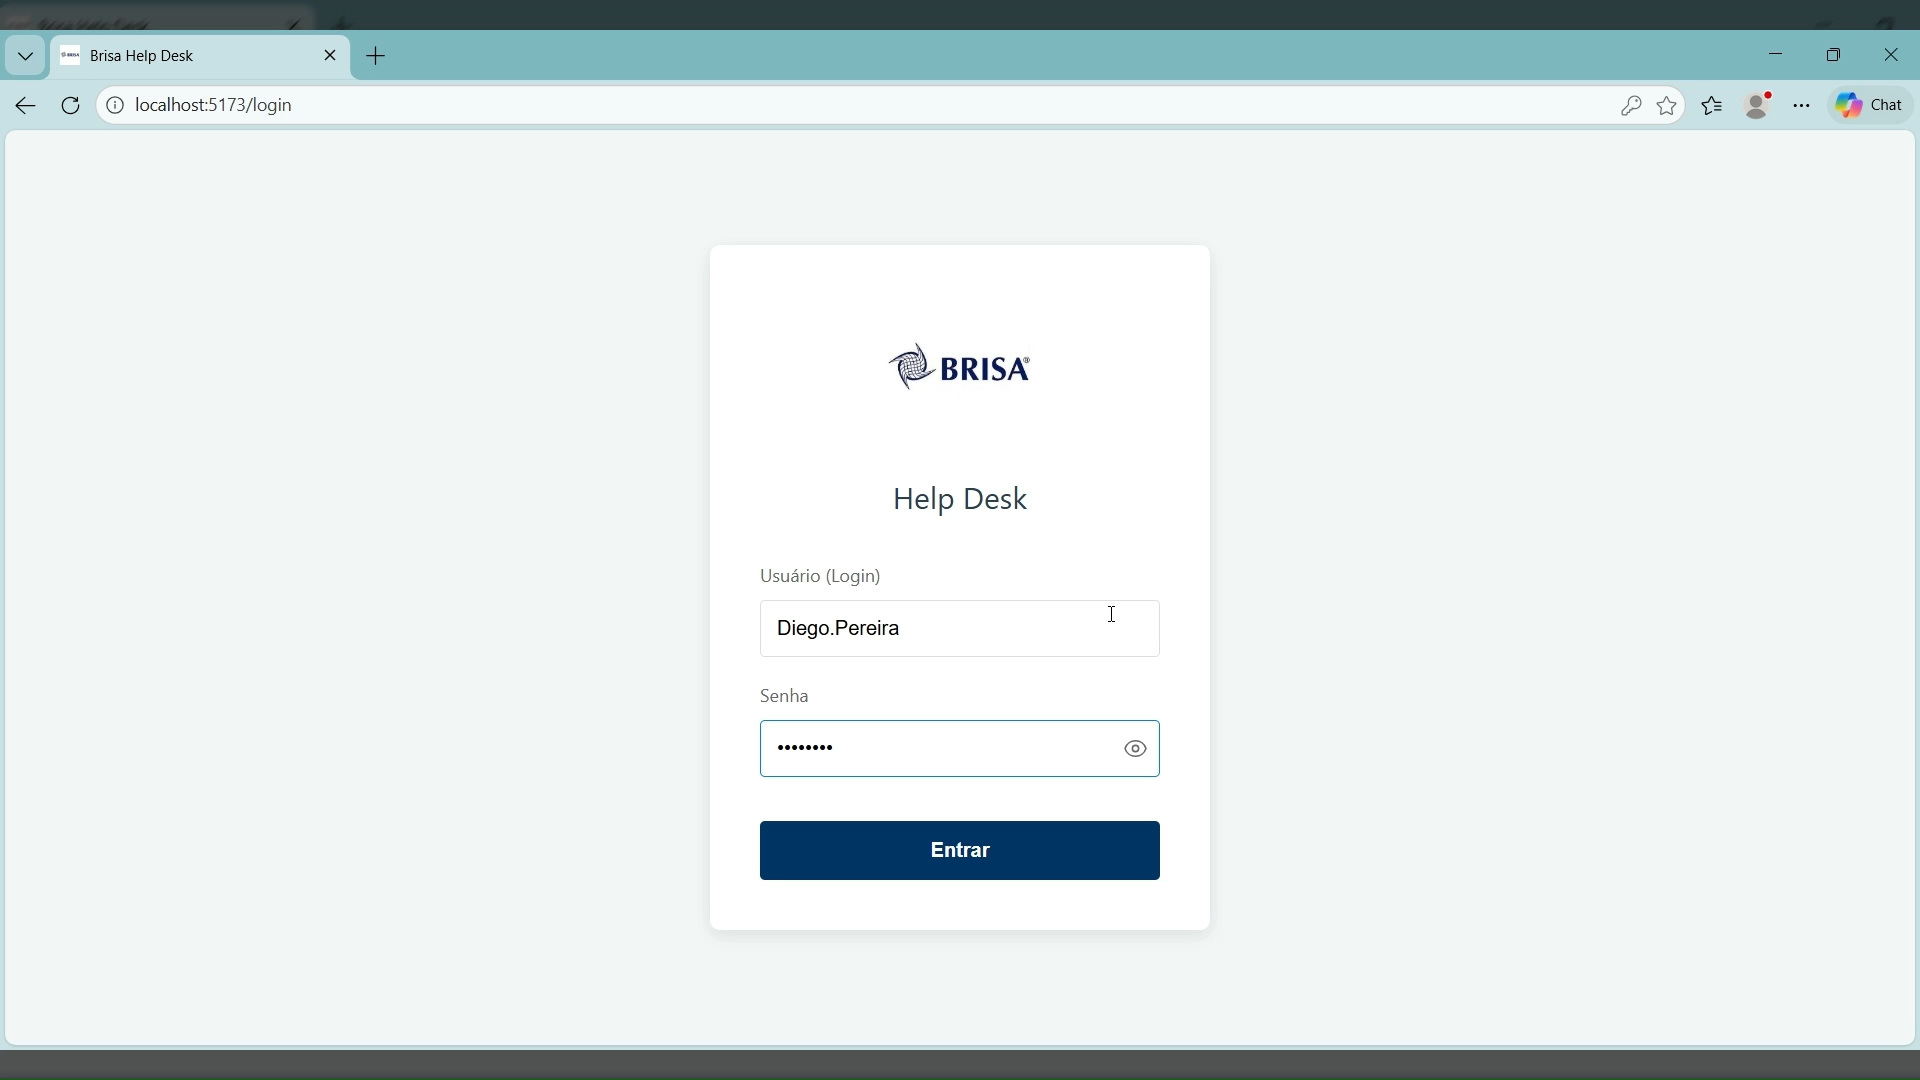 Brisa Help Desk
localhost:5173/login
Chat
BRISA®
Help Desk
Usuário (Login)
Diego.Pereira
Senha
••••••••
Entrar